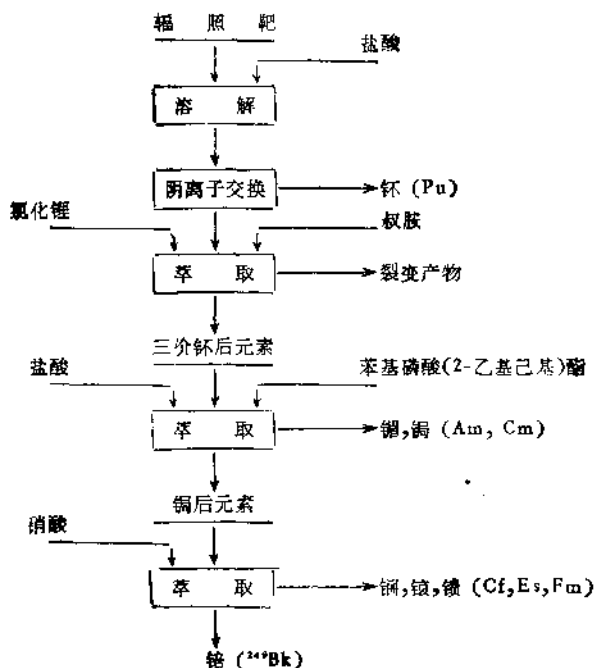 辐 照 靶
盐酸
溶 解
阴离子交换
钚 (Pu)
氯化锂
叔胺
萃 取
裂变产物
三价钚后元素
盐酸
苯基磷酸(2-乙基己基)酯
萃 取
镅,锔 (Am, Cm)
锔后元素
硝酸
萃 取
锎,锿,镄 (Cf,Es,Fm)
锫 (²⁴⁹Bk)